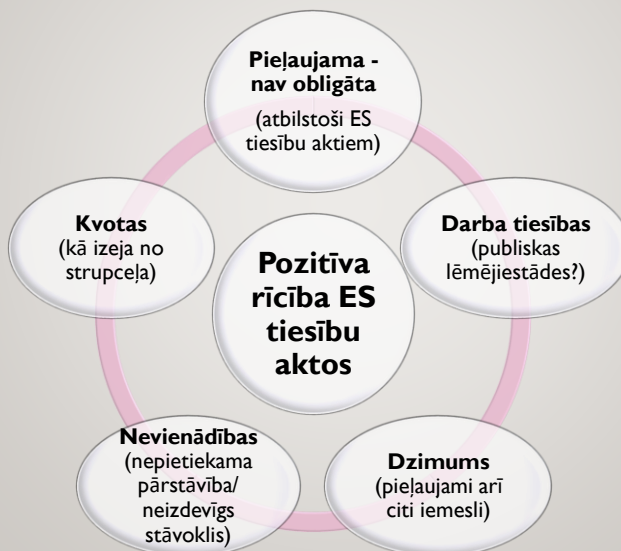 Pieļaujama -
nav obligāta
(atbilstoši ES
tiesību aktiem)
Kvotas
(kā izeja no
strupceļa)
Darba tiesības
(publiskas
lēmējiestādes?)
Pozitīva
rīcība ES
tiesību
aktos
Nevienādības
(nepietiekama
pārstāvība/
neizdevīgs
stāvoklis)
Dzimums
(pieļaujami arī
citi iemesli)